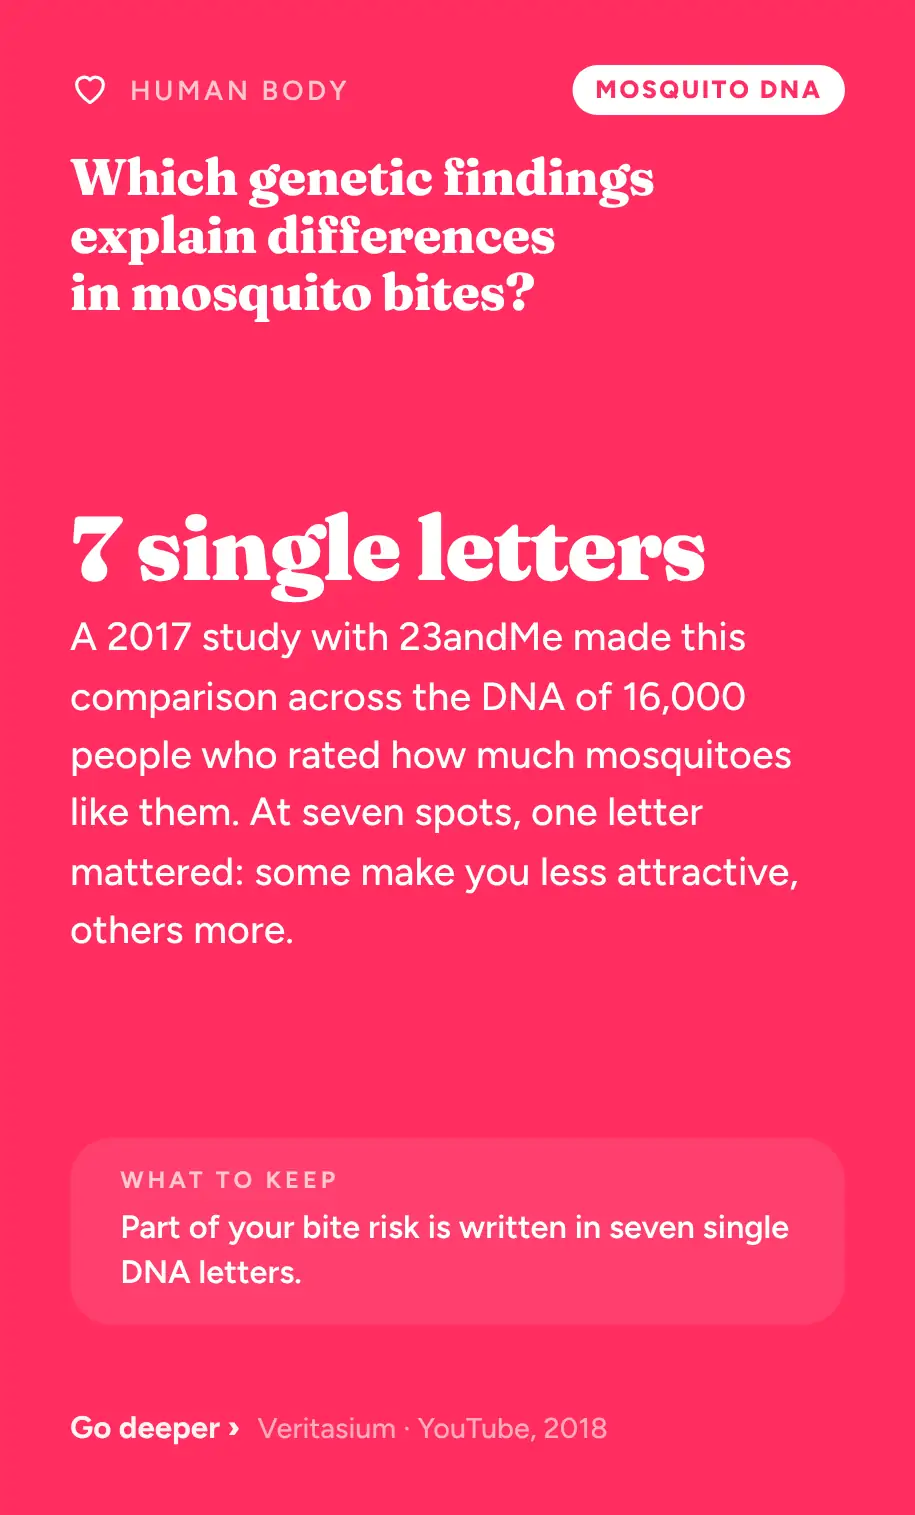 HUMAN BODY
MOSQUITO DNA
Which genetic findings
explain differences
in mosquito bites?
7 single letters
A 2017 study with 23andMe made this
comparison across the DNA of 16,000
people who rated how much mosquitoes
like them. At seven spots, one letter
mattered: some make you less attractive,
others more.
WHAT TO KEEP
Part of your bite risk is written in seven single
DNA letters.
Go deeper › Veritasium · YouTube, 2018